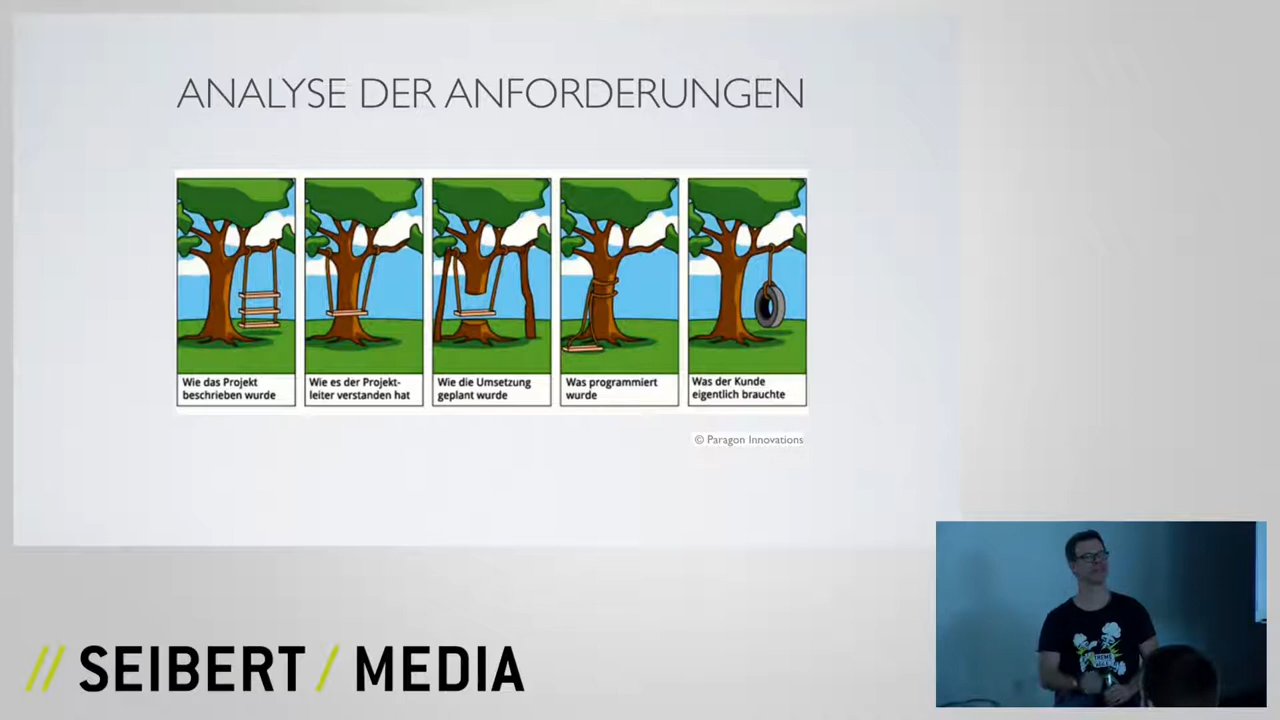 ANALYSE DER ANFORDERUNGEN
Wie das Projekt
beschrieben wurde
Wie es der Projekt-
leiter verstanden hat
Wie die Umsetzung
geplant wurde
Was programmiert
wurde
Was der Kunde
eigentlich brauchte
© Paragon Innovations
// SEIBERT / MEDIA